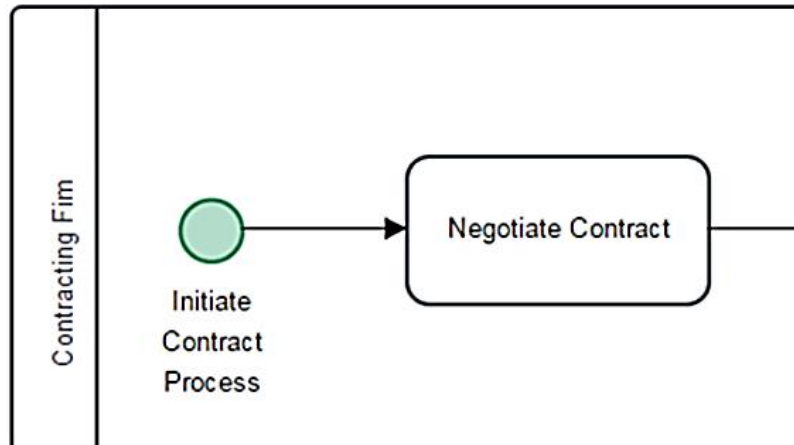 Contracting Fim
Initiate
Contract
Process
Negotiate Contract